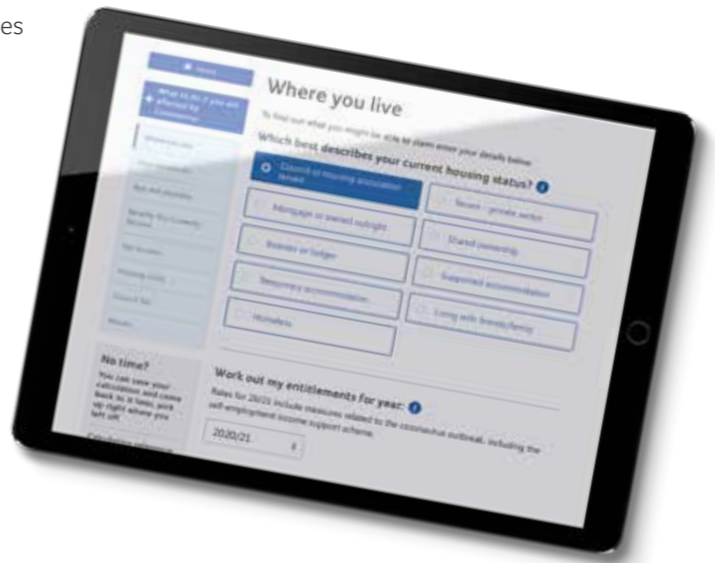 es
Home
What to do if you are
affected by
Coronavirus
Where you live
To find out what you might be able to claim enter your details below.
Which best describes your current housing status?
Council or housing association
tenant
Tenant - private sector
Mortgage or owned outright
Shared ownership
Boarder or lodger
Supported accommodation
Temporary accommodation
Living with friends/family
Homeless
Council Tax
No time?
You can save your
calculation and come
back to it later, pick
up right where you
left off.
Calculation reference
Work out my entitlements for year:
Rates for 20/21 include measures related to the coronavirus outbreak, including the
self-employment income support scheme.
2020/21